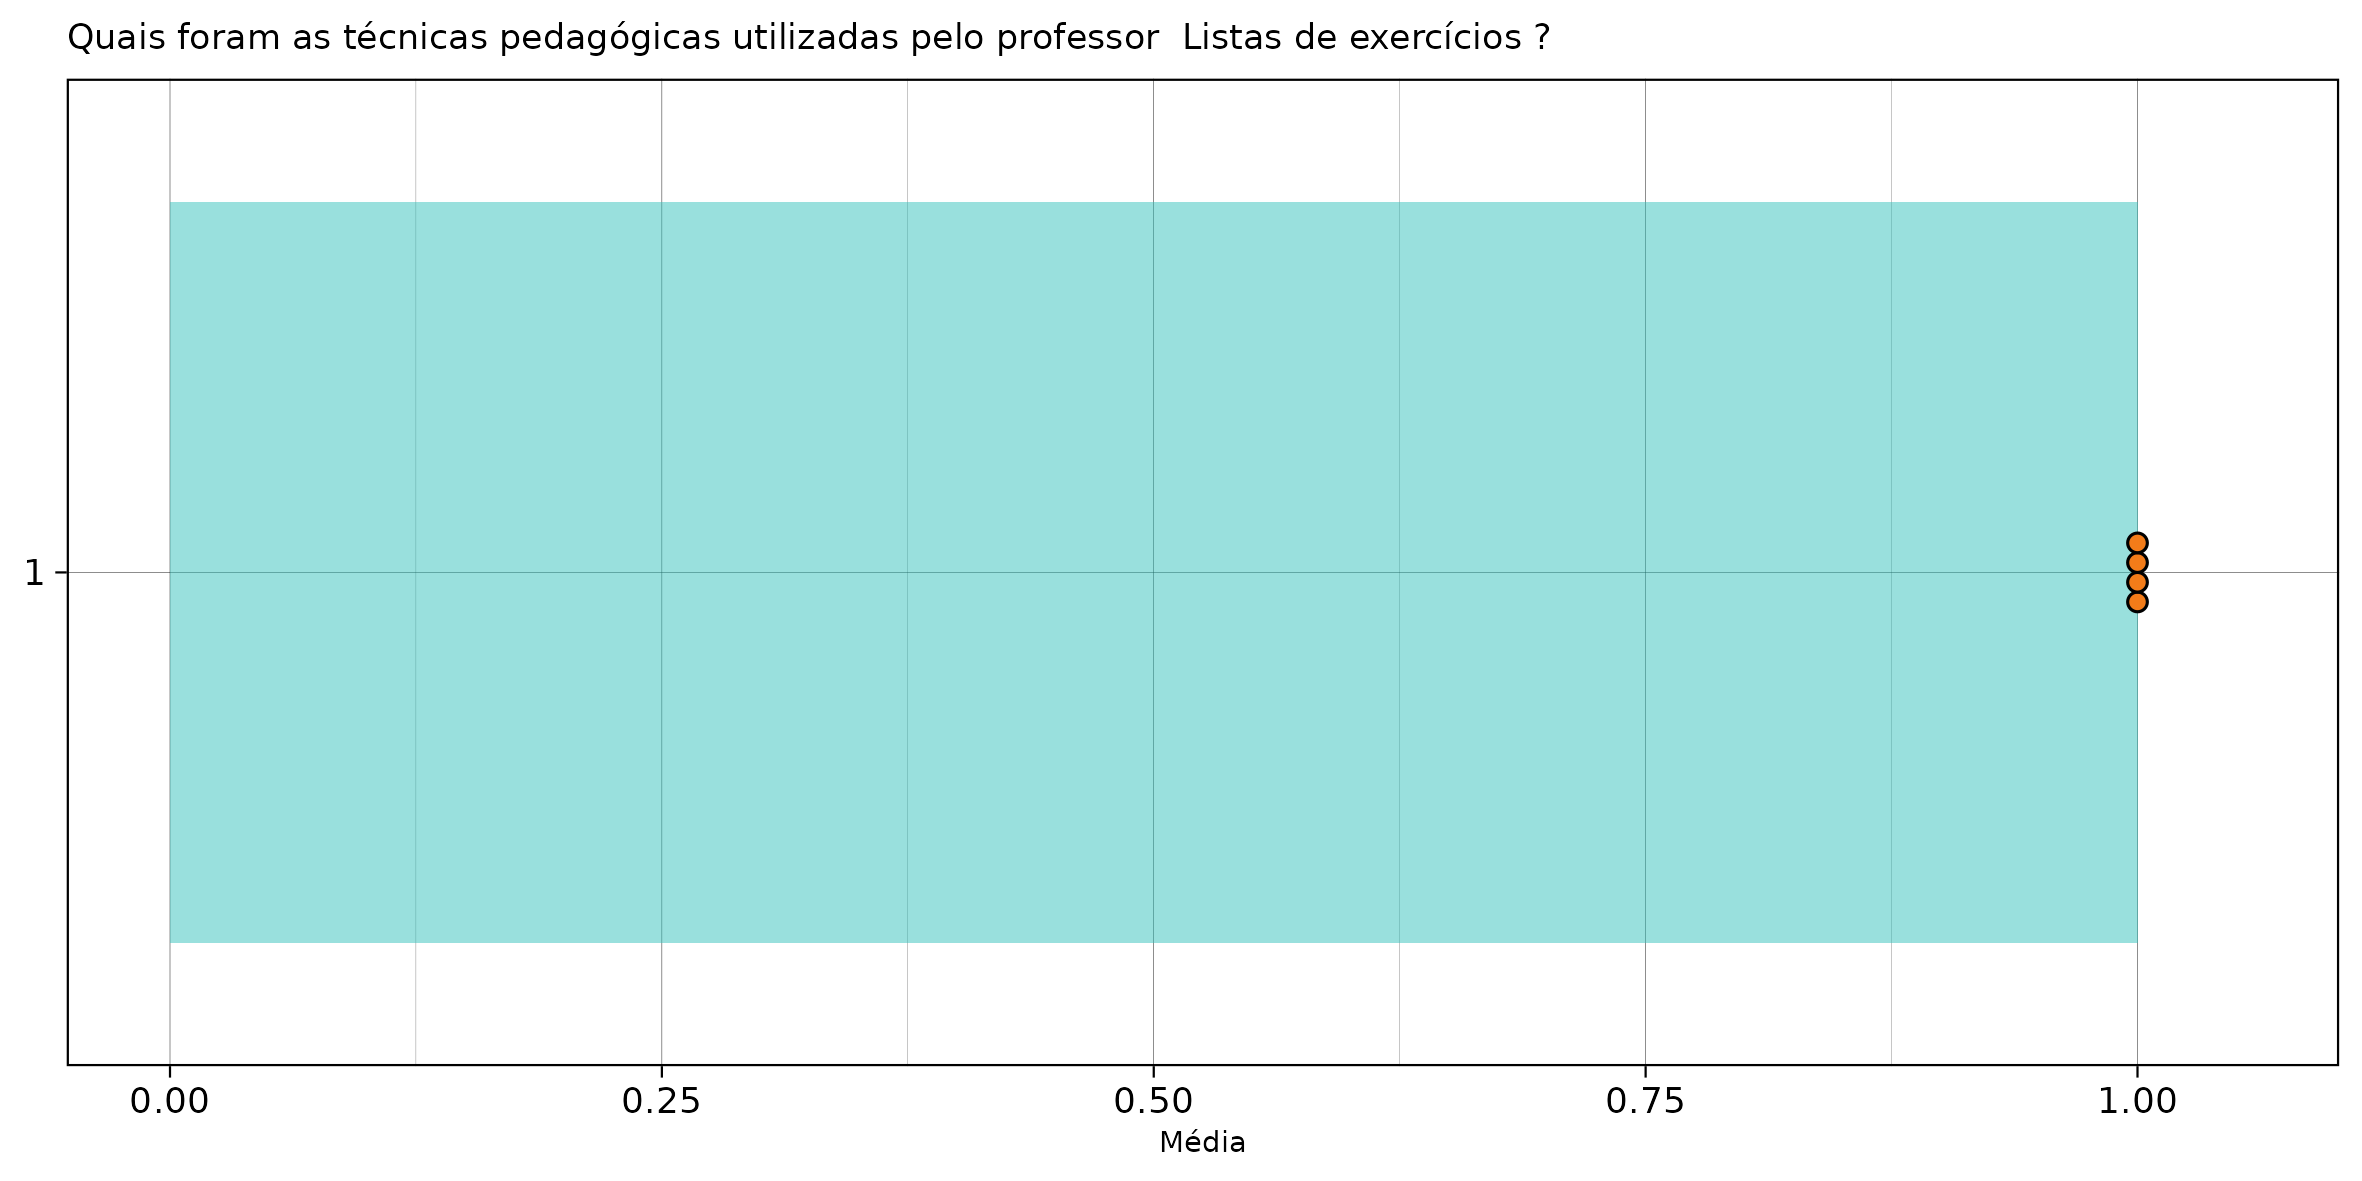 Quais foram as técnicas pedagógicas utilizadas pelo professor  Listas de exercícios ?
1
0.00 0.25 0.50 0.75 1.00
Média